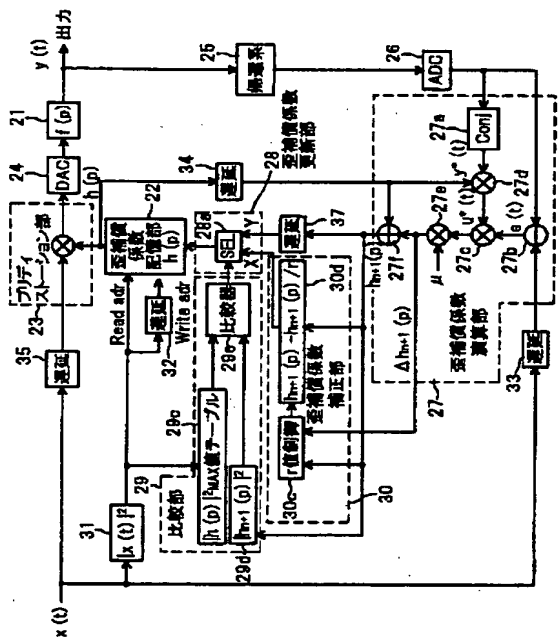 x (t)
35
遅延
プリディ
ストーション部
23
24
DAC
21
f (p)
y (t)
出力
h (p)
31
|x (t)|²
Read adr
22
歪補償
係数
記憶部
h (p)
遅延
32
Write adr
34
遅延
25
帰還系
29
比較部
29c
|h (p)|²MAX値テーブル
|hn+1 (p)|²
29d
29e
比較器
28a
SEL
X
Y
28
歪補償係数
更新部
37
遅延
30c
r値制御
hn+1 (p) ~hn+1 (p) /r
30d
歪補償係数
補正部
30
26
ADC
27a
Conj
y* (t)
27d
u* (t)
27e
27c
μ
e (t)
27b
27f
hn+1 (p)
Δhn+1 (p)
歪補償係数
演算部
27
33
遅延